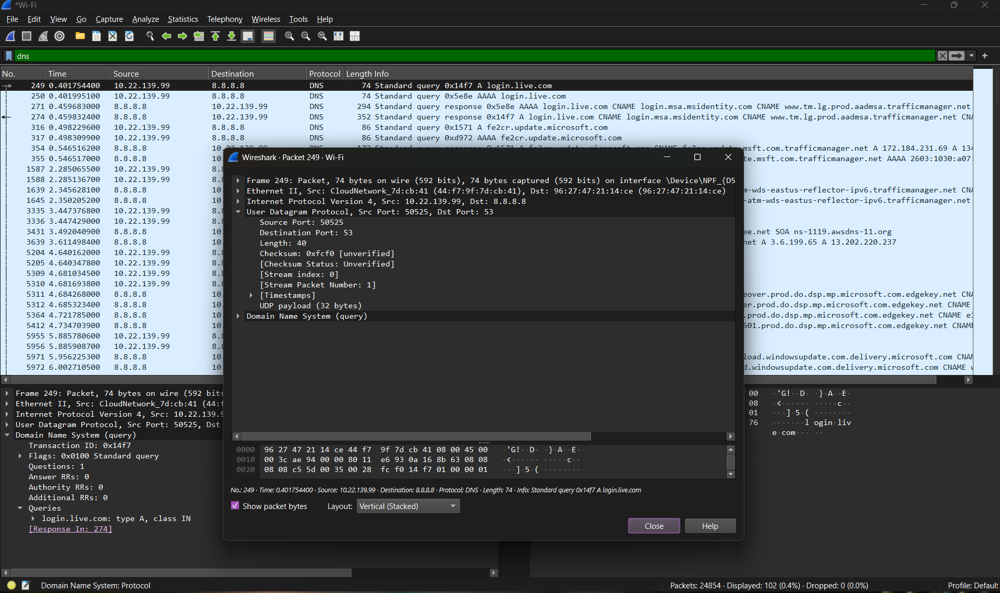 *Wi-Fi
File Edit View Go Capture Analyze Statistics Telephony Wireless Tools Help
dns
No. Time Source Destination Protocol Length Info
249 0.401754400 10.22.139.99 8.8.8.8 DNS 74 Standard query 0x14f7 A login.live.com
250 0.401995100 10.22.139.99 8.8.8.8 DNS 74 Standard query 0x5e8e AAAA login.live.com
271 0.459683000 8.8.8.8 10.22.139.99 DNS 294 Standard query response 0x5e8e AAAA login.live.com CNAME login.msa.msidentity.com CNAME www.tm.lg.prod.aadmsa.trafficmanager.net
274 0.459832400 8.8.8.8 10.22.139.99 DNS 352 Standard query response 0x14f7 A login.live.com CNAME login.msa.msidentity.com CNAME www.tm.lg.prod.aadmsa.trafficmanager.net CNA
316 0.498229600 10.22.139.99 8.8.8.8 DNS 86 Standard query 0x1571 A fe2cr.update.microsoft.com
317 0.498309900 10.22.139.99 8.8.8.8 DNS 86 Standard query 0xd972 AAAA fe2cr.update.microsoft.com
354 0.546516200 8.8.8.8 10. msft.com.trafficmanager.net A 172.184.231.69 A 134
355 0.546517000 8.8.8.8 10. te.msft.com.trafficmanager.net AAAA 2603:1030:a07:
1587 2.285065500 10.22.139.99 8.8
1588 2.285136700 10.22.139.99 8.8
1639 2.345628100 8.8.8.8 10. m-wds-eastus-reflector-ipv6.trafficmanager.net CNA
1645 2.350205200 8.8.8.8 10. -atm-wds-eastus-reflector-ipv6.trafficmanager.net
3335 3.447376800 10.22.139.99 8.8
3336 3.447429000 10.22.139.99 8.8
3431 3.492040900 8.8.8.8 10. ee.net SOA ns-1119.awsdns-11.org
3639 3.611498400 8.8.8.8 10. net A 3.6.199.65 A 13.202.220.237
5204 4.640162000 10.22.139.99 8.8
5205 4.640347800 10.22.139.99 8.8
5309 4.681034500 10.22.139.99 8.8
5310 4.681693800 10.22.139.99 8.8
5311 4.684268000 8.8.8.8 10. eover.prod.do.dsp.mp.microsoft.com.edgekey.net CNA
5312 4.685323400 8.8.8.8 10. er.prod.do.dsp.mp.microsoft.com.edgekey.net CNAME
5364 4.721785000 8.8.8.8 10. .prod.do.dsp.mp.microsoft.com.edgekey.net CNAME e1
5412 4.734703900 8.8.8.8 10. 501.prod.do.dsp.mp.microsoft.com.edgekey.net CNAME
5955 5.885780600 10.22.139.99 8.8
5956 5.885908700 10.22.139.99 8.8
5971 5.956225300 8.8.8.8 10. load.windowsupdate.com.delivery.microsoft.com CNAM
5972 6.002710500 8.8.8.8 10. d.windowsupdate.com.delivery.microsoft.com CNAME w
Wireshark · Packet 249 · Wi-Fi
Frame 249: Packet, 74 bytes on wire (592 bits), 74 bytes captured (592 bits) on interface \Device\NPF_{D5
Ethernet II, Src: CloudNetwork_7d:cb:41 (44:f7:9f:7d:cb:41), Dst: 96:27:47:21:14:ce (96:27:47:21:14:ce)
Internet Protocol Version 4, Src: 10.22.139.99, Dst: 8.8.8.8
User Datagram Protocol, Src Port: 50525, Dst Port: 53
Source Port: 50525
Destination Port: 53
Length: 40
Checksum: 0xfcf0 [unverified]
[Checksum Status: Unverified]
[Stream index: 0]
[Stream Packet Number: 1]
[Timestamps]
UDP payload (32 bytes)
Domain Name System (query)
0000 96 27 47 21 14 ce 44 f7 9f 7d cb 41 08 00 45 00 ·'G!··D· ·}·A··E·
0010 00 3c ae 94 00 00 80 11 e6 93 0a 16 8b 63 08 08 ·<······ ·····c··
0020 08 08 c5 5d 00 35 00 28 fc f0 14 f7 01 00 00 01 ···]·5·( ········
No.: 249 · Time: 0.401754400 · Source: 10.22.139.99 · Destination: 8.8.8.8 · Protocol: DNS · Length: 74 · Info: Standard query 0x14f7 A login.live.com
Show packet bytes Layout: Vertical (Stacked)
Close Help
Frame 249: Packet, 74 bytes on wire (592 bits
Ethernet II, Src: CloudNetwork_7d:cb:41 (44:f
Internet Protocol Version 4, Src: 10.22.139.9
User Datagram Protocol, Src Port: 50525, Dst
Domain Name System (query)
Transaction ID: 0x14f7
Flags: 0x0100 Standard query
Questions: 1
Answer RRs: 0
Authority RRs: 0
Additional RRs: 0
Queries
login.live.com: type A, class IN
[Response In: 274]
00 ·'G!··D· ·}·A··E·
08 ·<······ ·····c··
01 ···]·5·( ········
76 ·······l ogin·liv
e·com··· ··
Domain Name System: Protocol
Packets: 24854 · Displayed: 102 (0.4%) · Dropped: 0 (0.0%)
Profile: Default